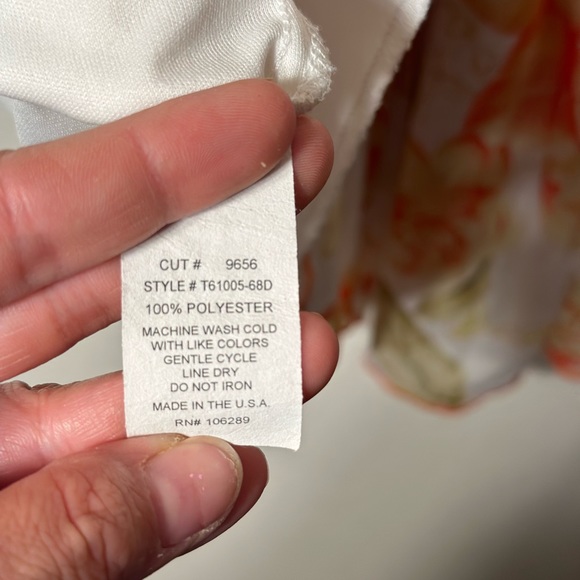 CUT # 9656
STYLE # T61005-68D
100% POLYESTER
MACHINE WASH COLD
WITH LIKE COLORS
GENTLE CYCLE
LINE DRY
DO NOT IRON
MADE IN THE U.S.A.
RN# 106289